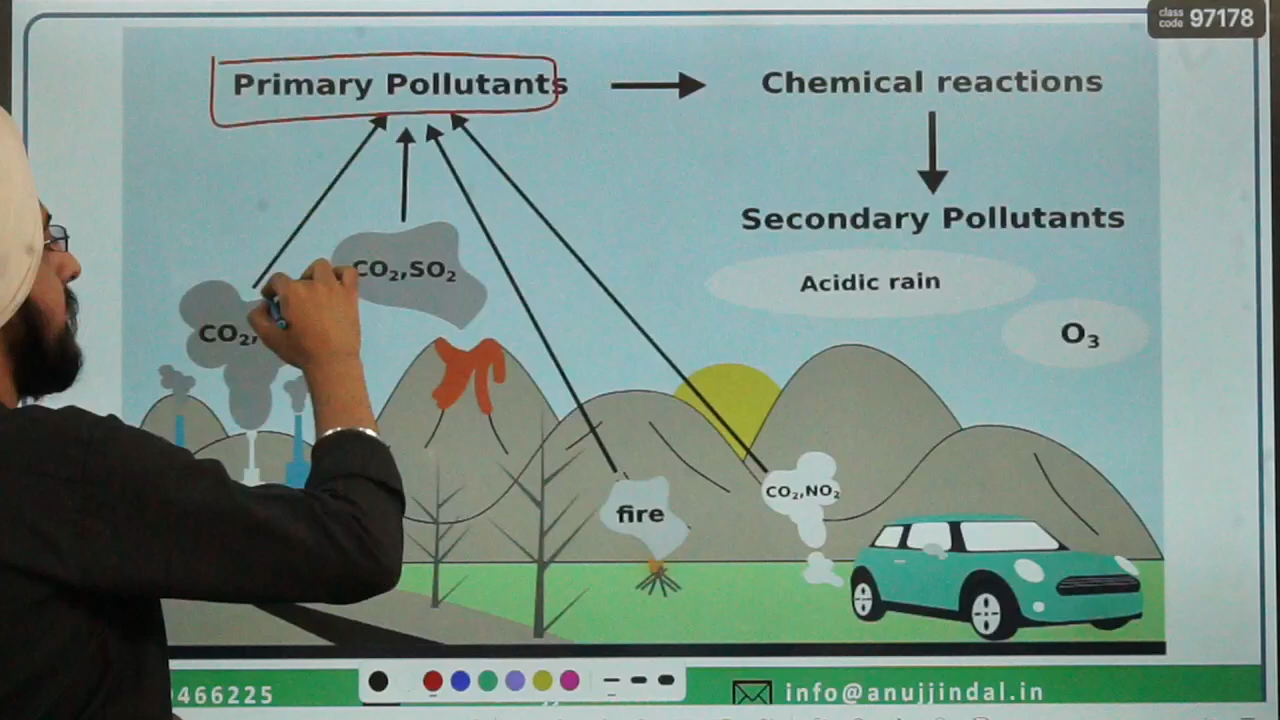 class
code 97178
Primary Pollutants
Chemical reactions
Secondary Pollutants
Acidic rain
O₃
CO₂,SO₂
CO₂,
fire
CO₂,NO₂
466225
info@anujjindal.in